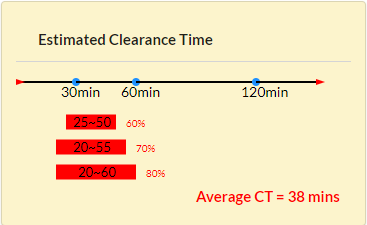 Estimated Clearance Time
30min 60min 120min
25~50 60%
20~55 70%
20~60 80%
Average CT = 38 mins